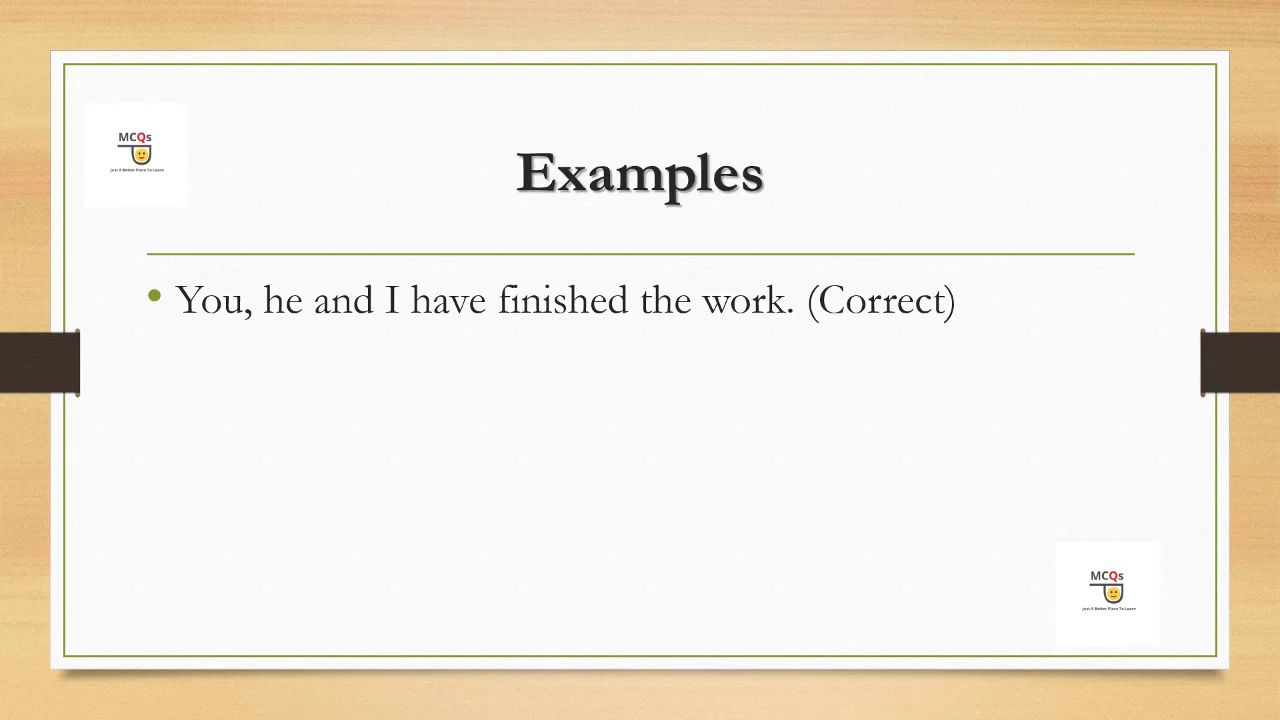 MCQs
Just A Better Place To Learn
Examples
• You, he and I have finished the work. (Correct)
MCQs
Just A Better Place To Learn